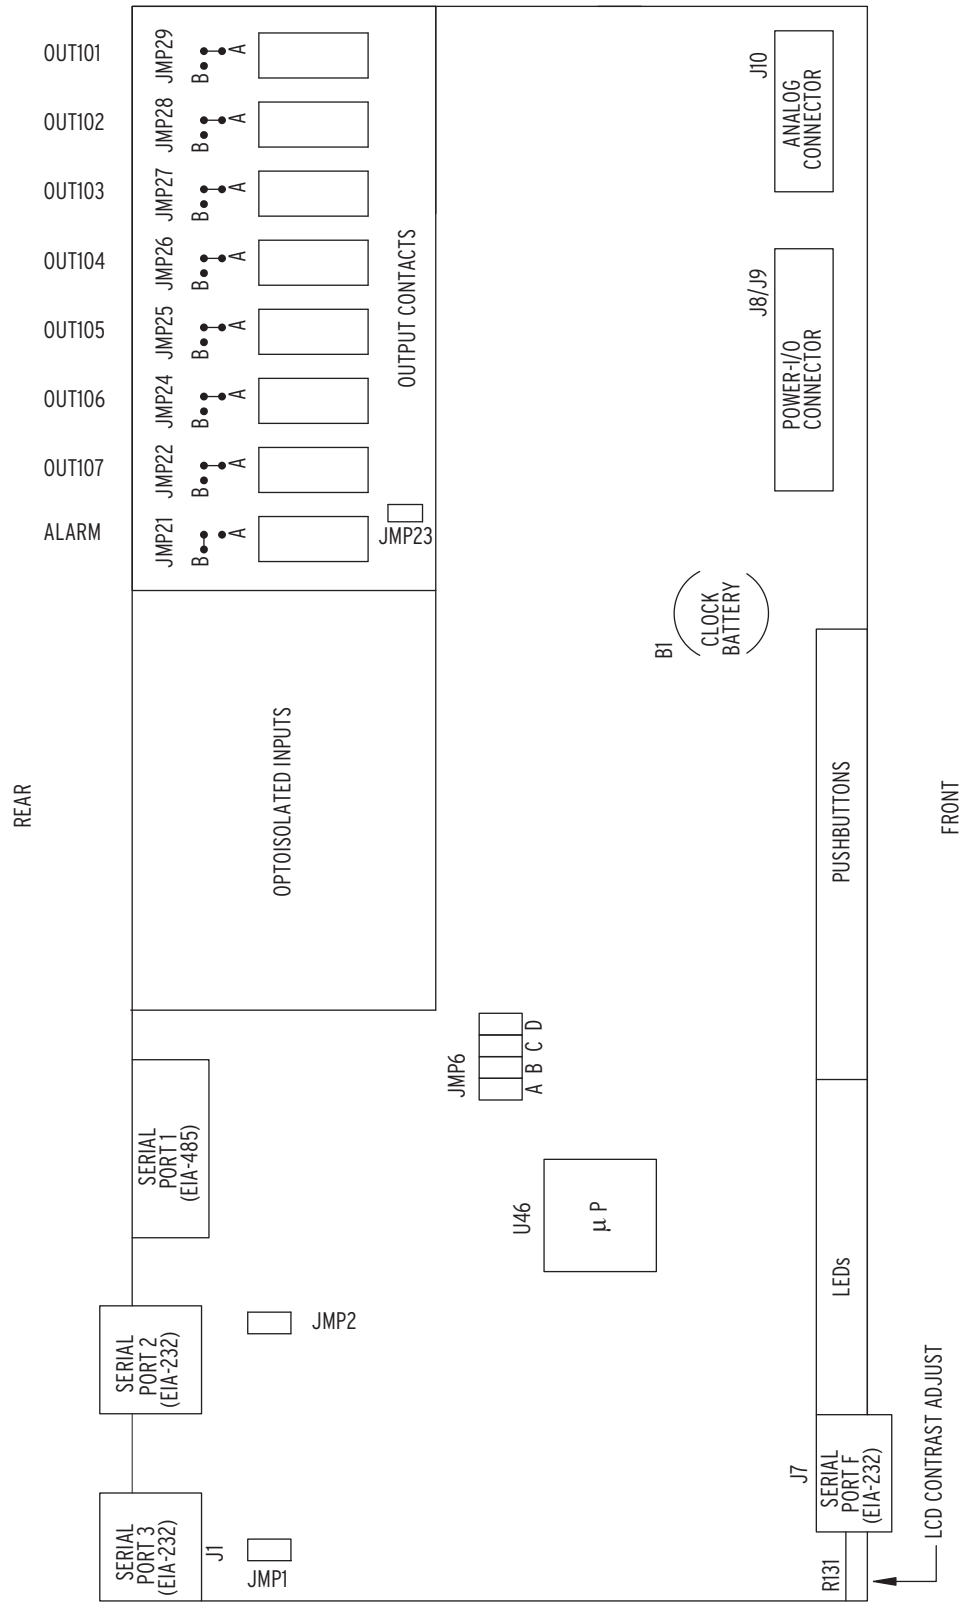 OUT101
OUT102
OUT103
OUT104
OUT105
OUT106
OUT107
ALARM
JMP29
B
A
JMP28
B
A
JMP27
B
A
JMP26
B
A
JMP25
B
A
JMP24
B
A
JMP22
B
A
JMP21
B
A
OUTPUT CONTACTS
JMP23
J10
ANALOG
CONNECTOR
J8/J9
POWER-I/O
CONNECTOR
B1
CLOCK
BATTERY
REAR
OPTOISOLATED INPUTS
PUSHBUTTONS
FRONT
JMP6
A B C D
SERIAL
PORT 1
(EIA-485)
U46
µ P
LEDs
SERIAL
PORT 2
(EIA-232)
JMP2
SERIAL
PORT 3
(EIA-232)
J1
JMP1
J7
SERIAL
PORT F
(EIA-232)
R131
LCD CONTRAST ADJUST